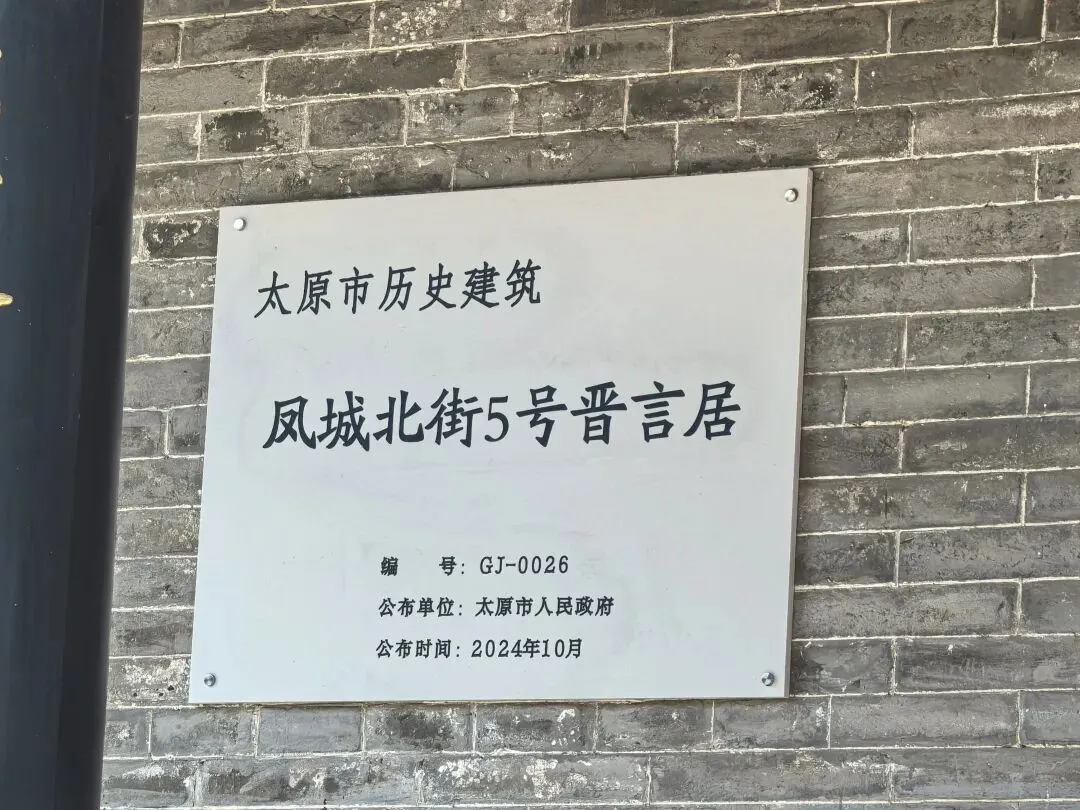 太原市历史建筑
凤城北街5号晋言居
编 号: GJ-0026
公布单位: 太原市人民政府
公布时间: 2024年10月